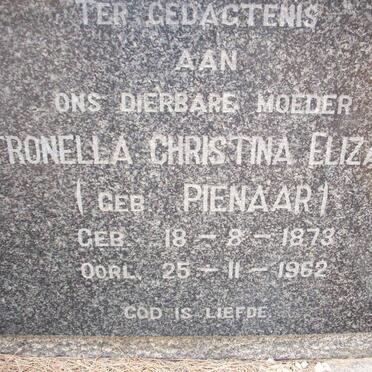 TER GEDAGTENIS
AAN
ONS DIERBARE MOEDER
TRONELLA CHRISTINA ELIZA
( GEB PIENAAR )
GEB. 18 – 8 – 1873
OORL. 25 – 11 – 1962
GOD IS LIEFDE.